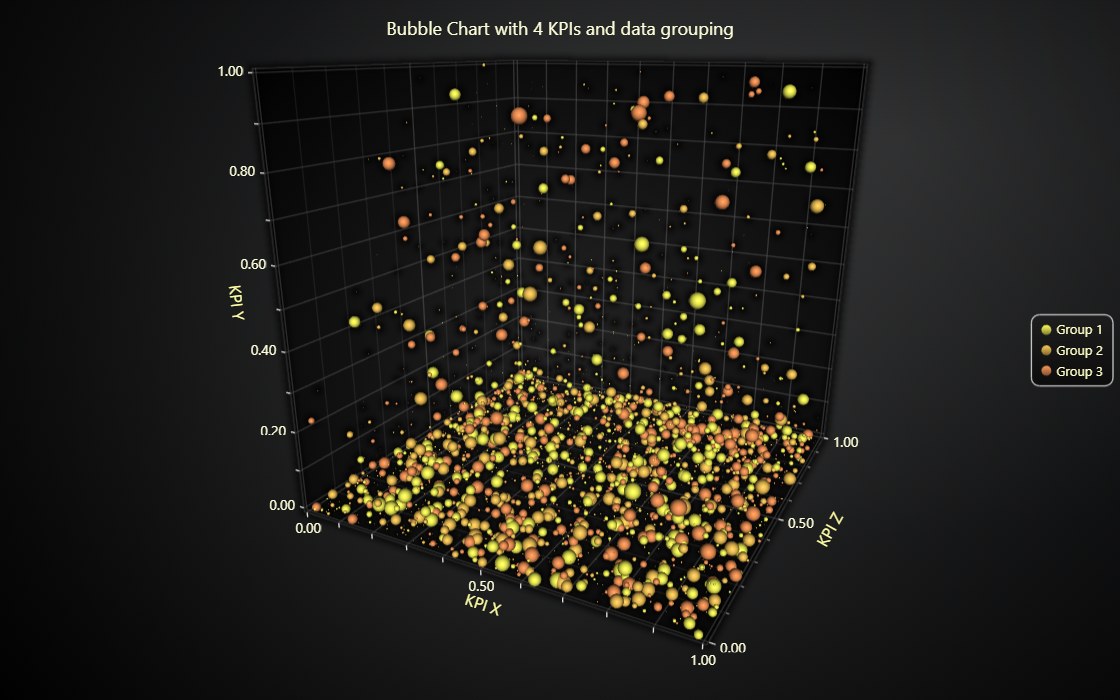 Bubble Chart with 4 KPIs and data grouping
1.00
0.80
0.60
0.40
0.20
0.00
KPI Y
0.00
0.50
1.00
KPI X
0.00
0.50
1.00
KPI Z
Group 1
Group 2
Group 3